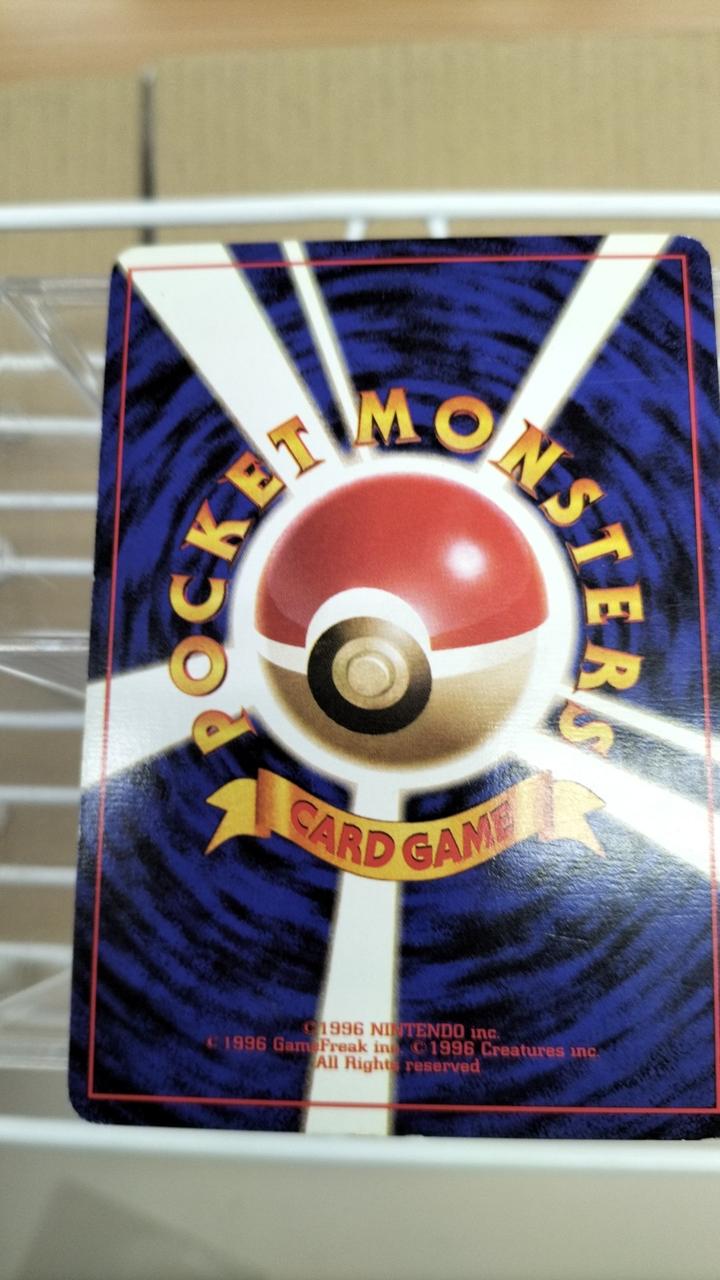 POCKET MONSTERS
CARD GAME
©1996 NINTENDO inc.
©1996 GameFreak inc. ©1996 Creatures inc.
All Rights reserved